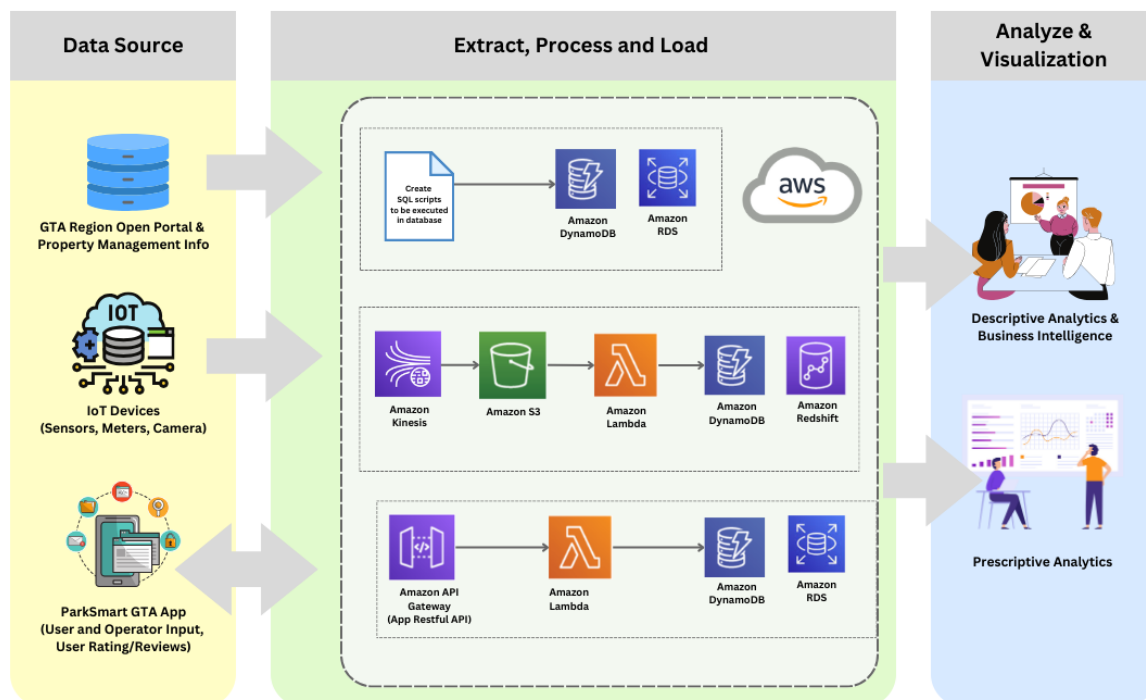 Data Source
Extract, Process and Load
Analyze &
Visualization
GTA Region Open Portal &
Property Management Info
Create
SQL scripts
to be executed
in database
Amazon
DynamoDB
Amazon
RDS
aws
Descriptive Analytics &
Business Intelligence
IOT
IoT Devices
(Sensors, Meters, Camera)
Amazon
Kinesis
Amazon S3
Amazon
Lambda
Amazon
DynamoDB
Amazon
Redshift
ParkSmart GTA App
(User and Operator Input,
User Rating/Reviews)
Amazon API
Gateway
(App Restful API)
Amazon
Lambda
Amazon
DynamoDB
Amazon
RDS
Prescriptive Analytics